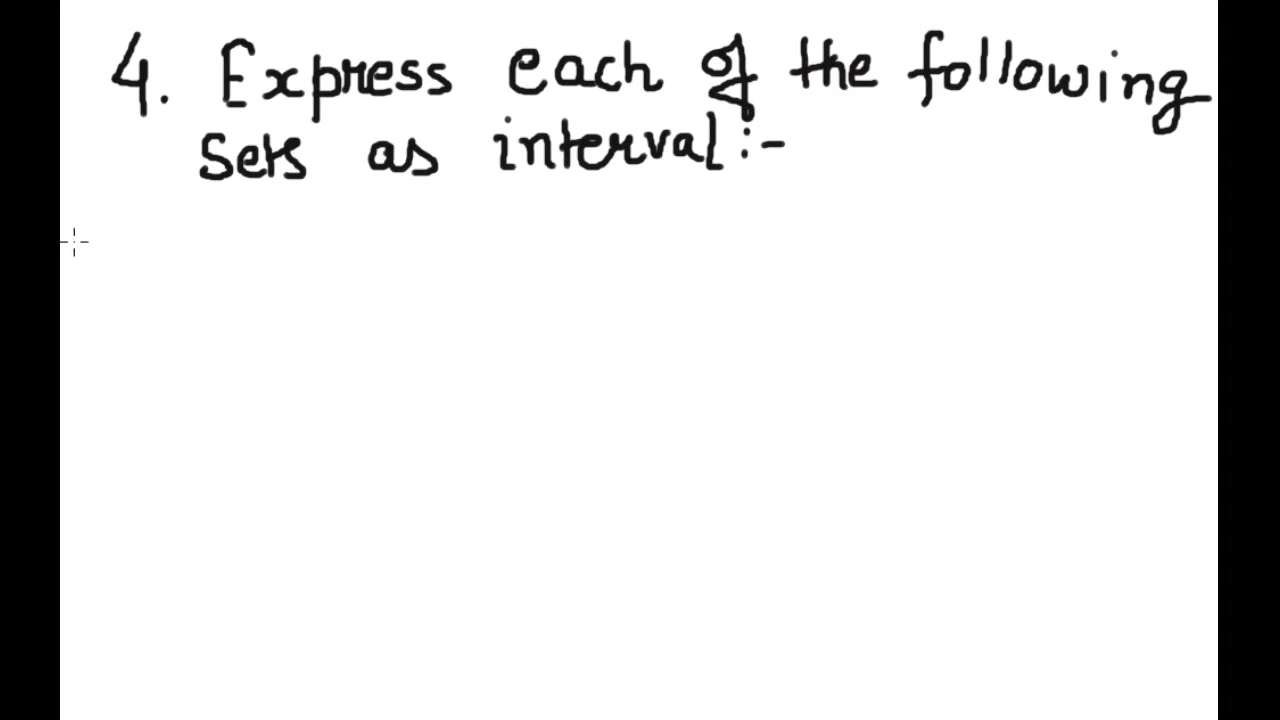 4. Express each of the following
Sets as interval:-